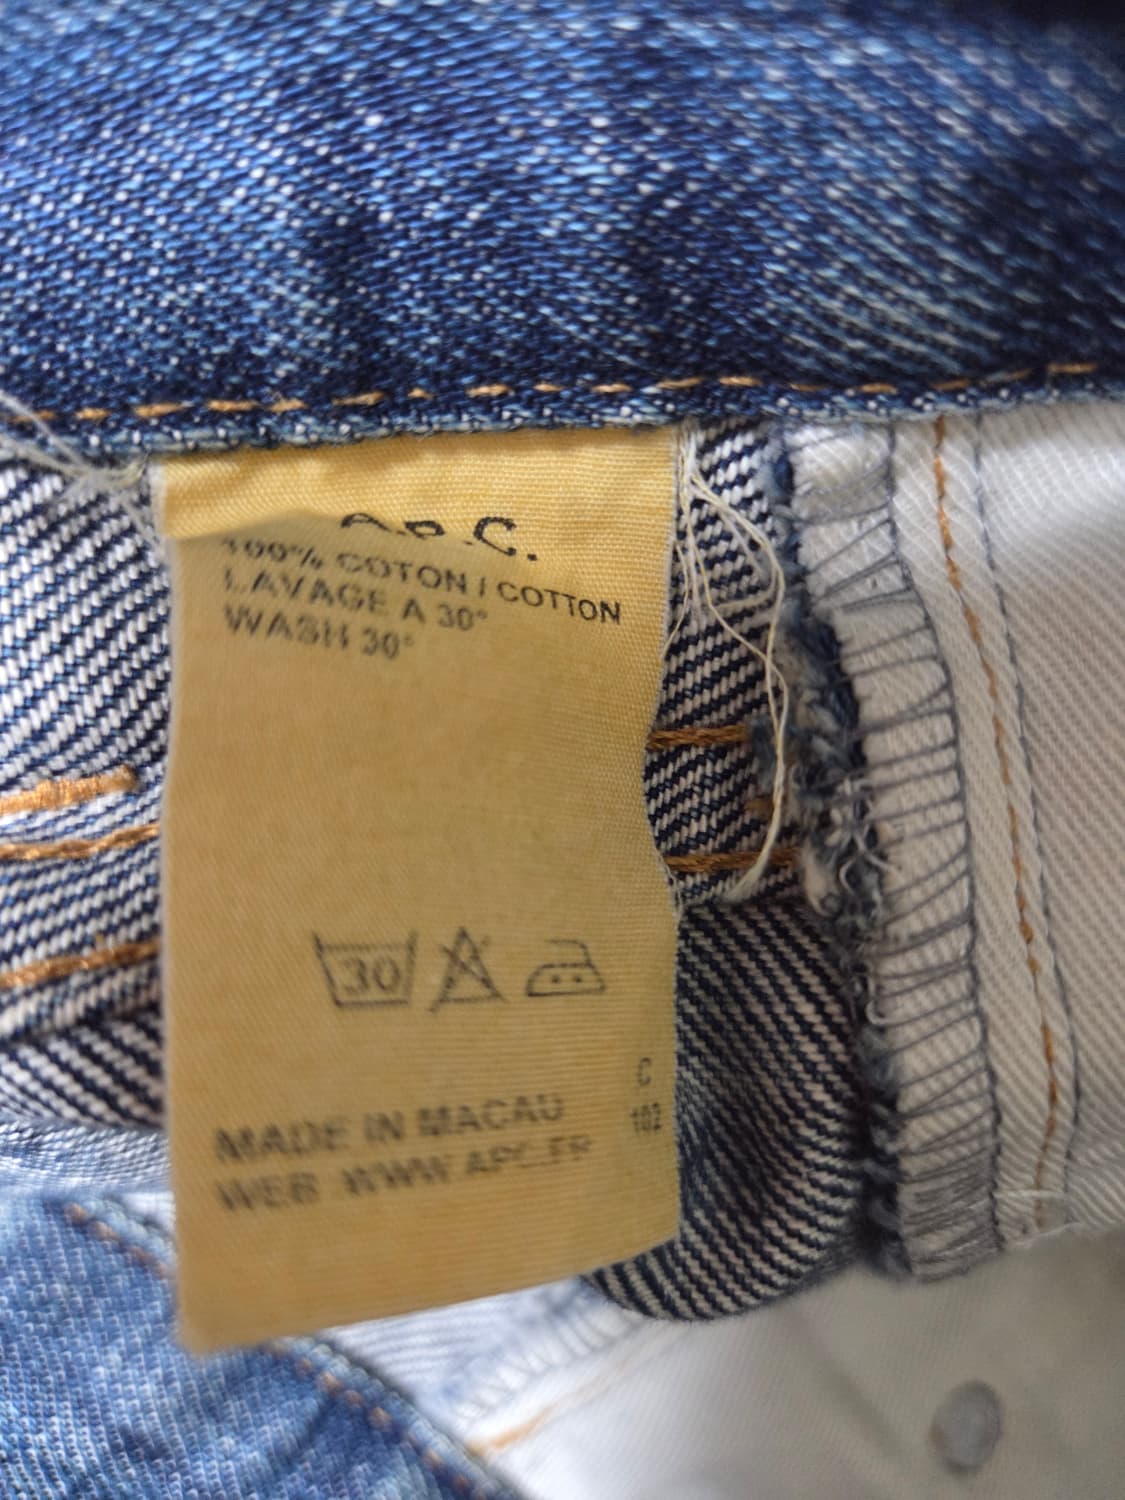 A.P.C.
100% COTON / COTTON
LAVAGE A 30°
WASH 30°
30
C
102
MADE IN MACAU
WEB WWW.APC.FR